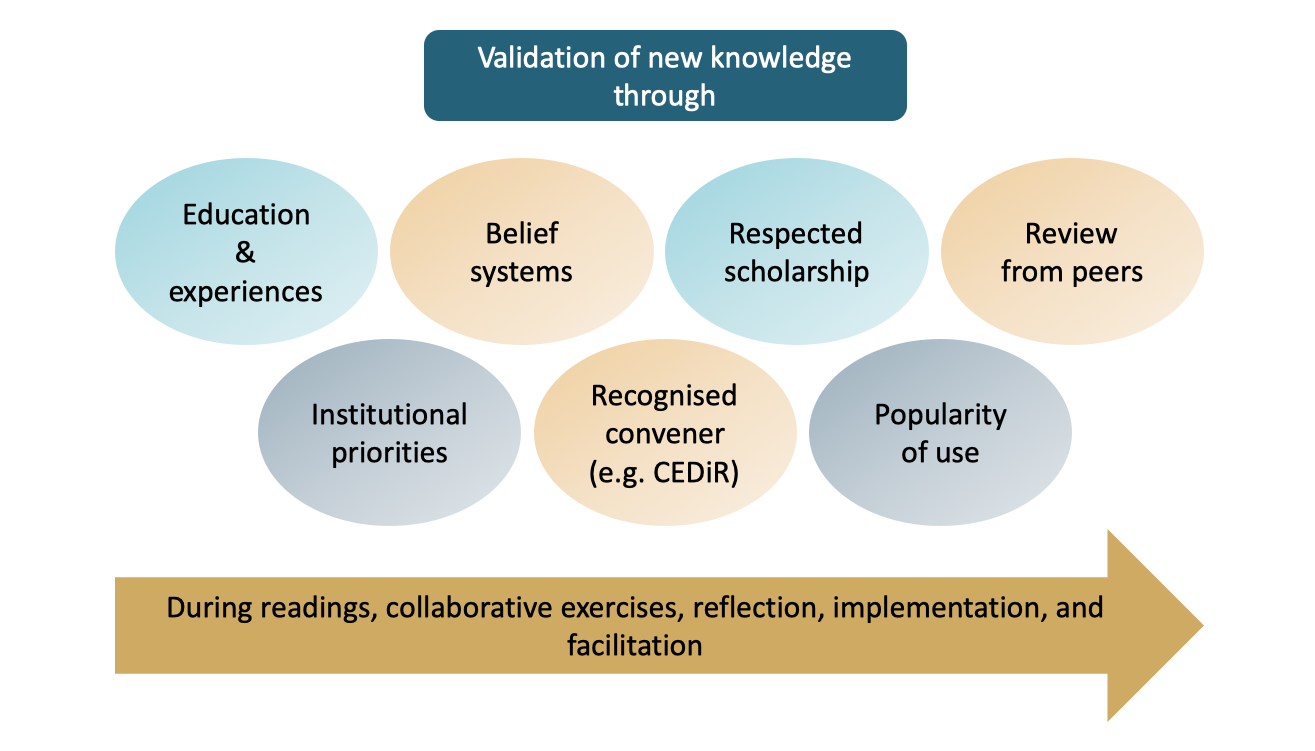 Validation of new knowledge
through
Education
&
experiences
Belief
systems
Respected
scholarship
Review
from peers
Institutional
priorities
Recognised
convener
(e.g. CEDiR)
Popularity
of use
During readings, collaborative exercises, reflection, implementation, and
facilitation